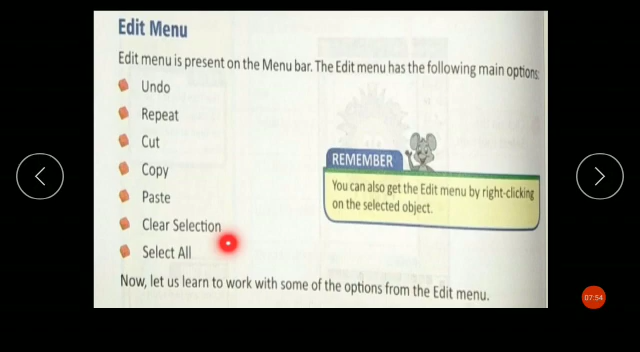 Edit Menu
Edit menu is present on the Menu bar. The Edit menu has the following main options:
Undo
Repeat
Cut
Copy
Paste
Clear Selection
Select All
REMEMBER
You can also get the Edit menu by right-clicking
on the selected object.
Now, let us learn to work with some of the options from the Edit menu.
07:54